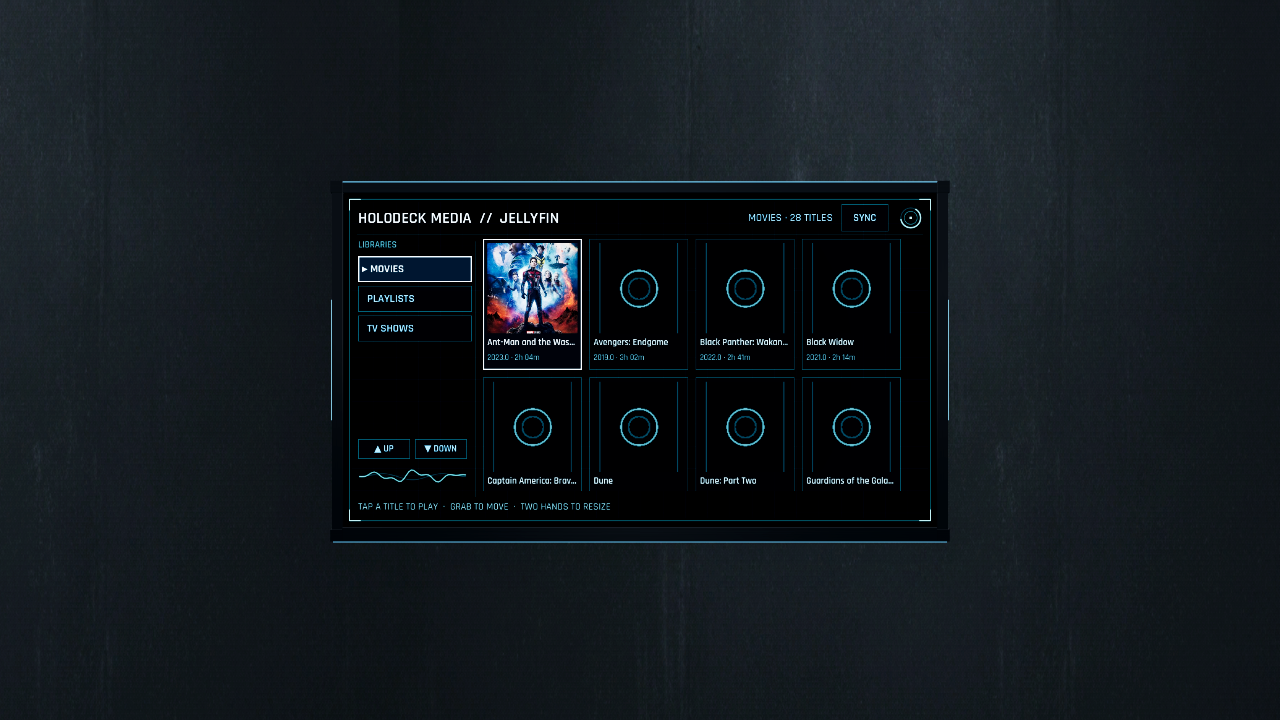 HOLODECK MEDIA // JELLYFIN
MOVIES · 28 TITLES
SYNC
LIBRARIES
▶ MOVIES
PLAYLISTS
TV SHOWS
▲ UP
▼ DOWN
Ant-Man and the Was...
2023.0 · 2h 04m
Avengers: Endgame
2019.0 · 3h 02m
Black Panther: Wakan...
2022.0 · 2h 41m
Black Widow
2021.0 · 2h 14m
Captain America: Brav...
Dune
Dune: Part Two
Guardians of the Gala...
TAP A TITLE TO PLAY · GRAB TO MOVE · TWO HANDS TO RESIZE